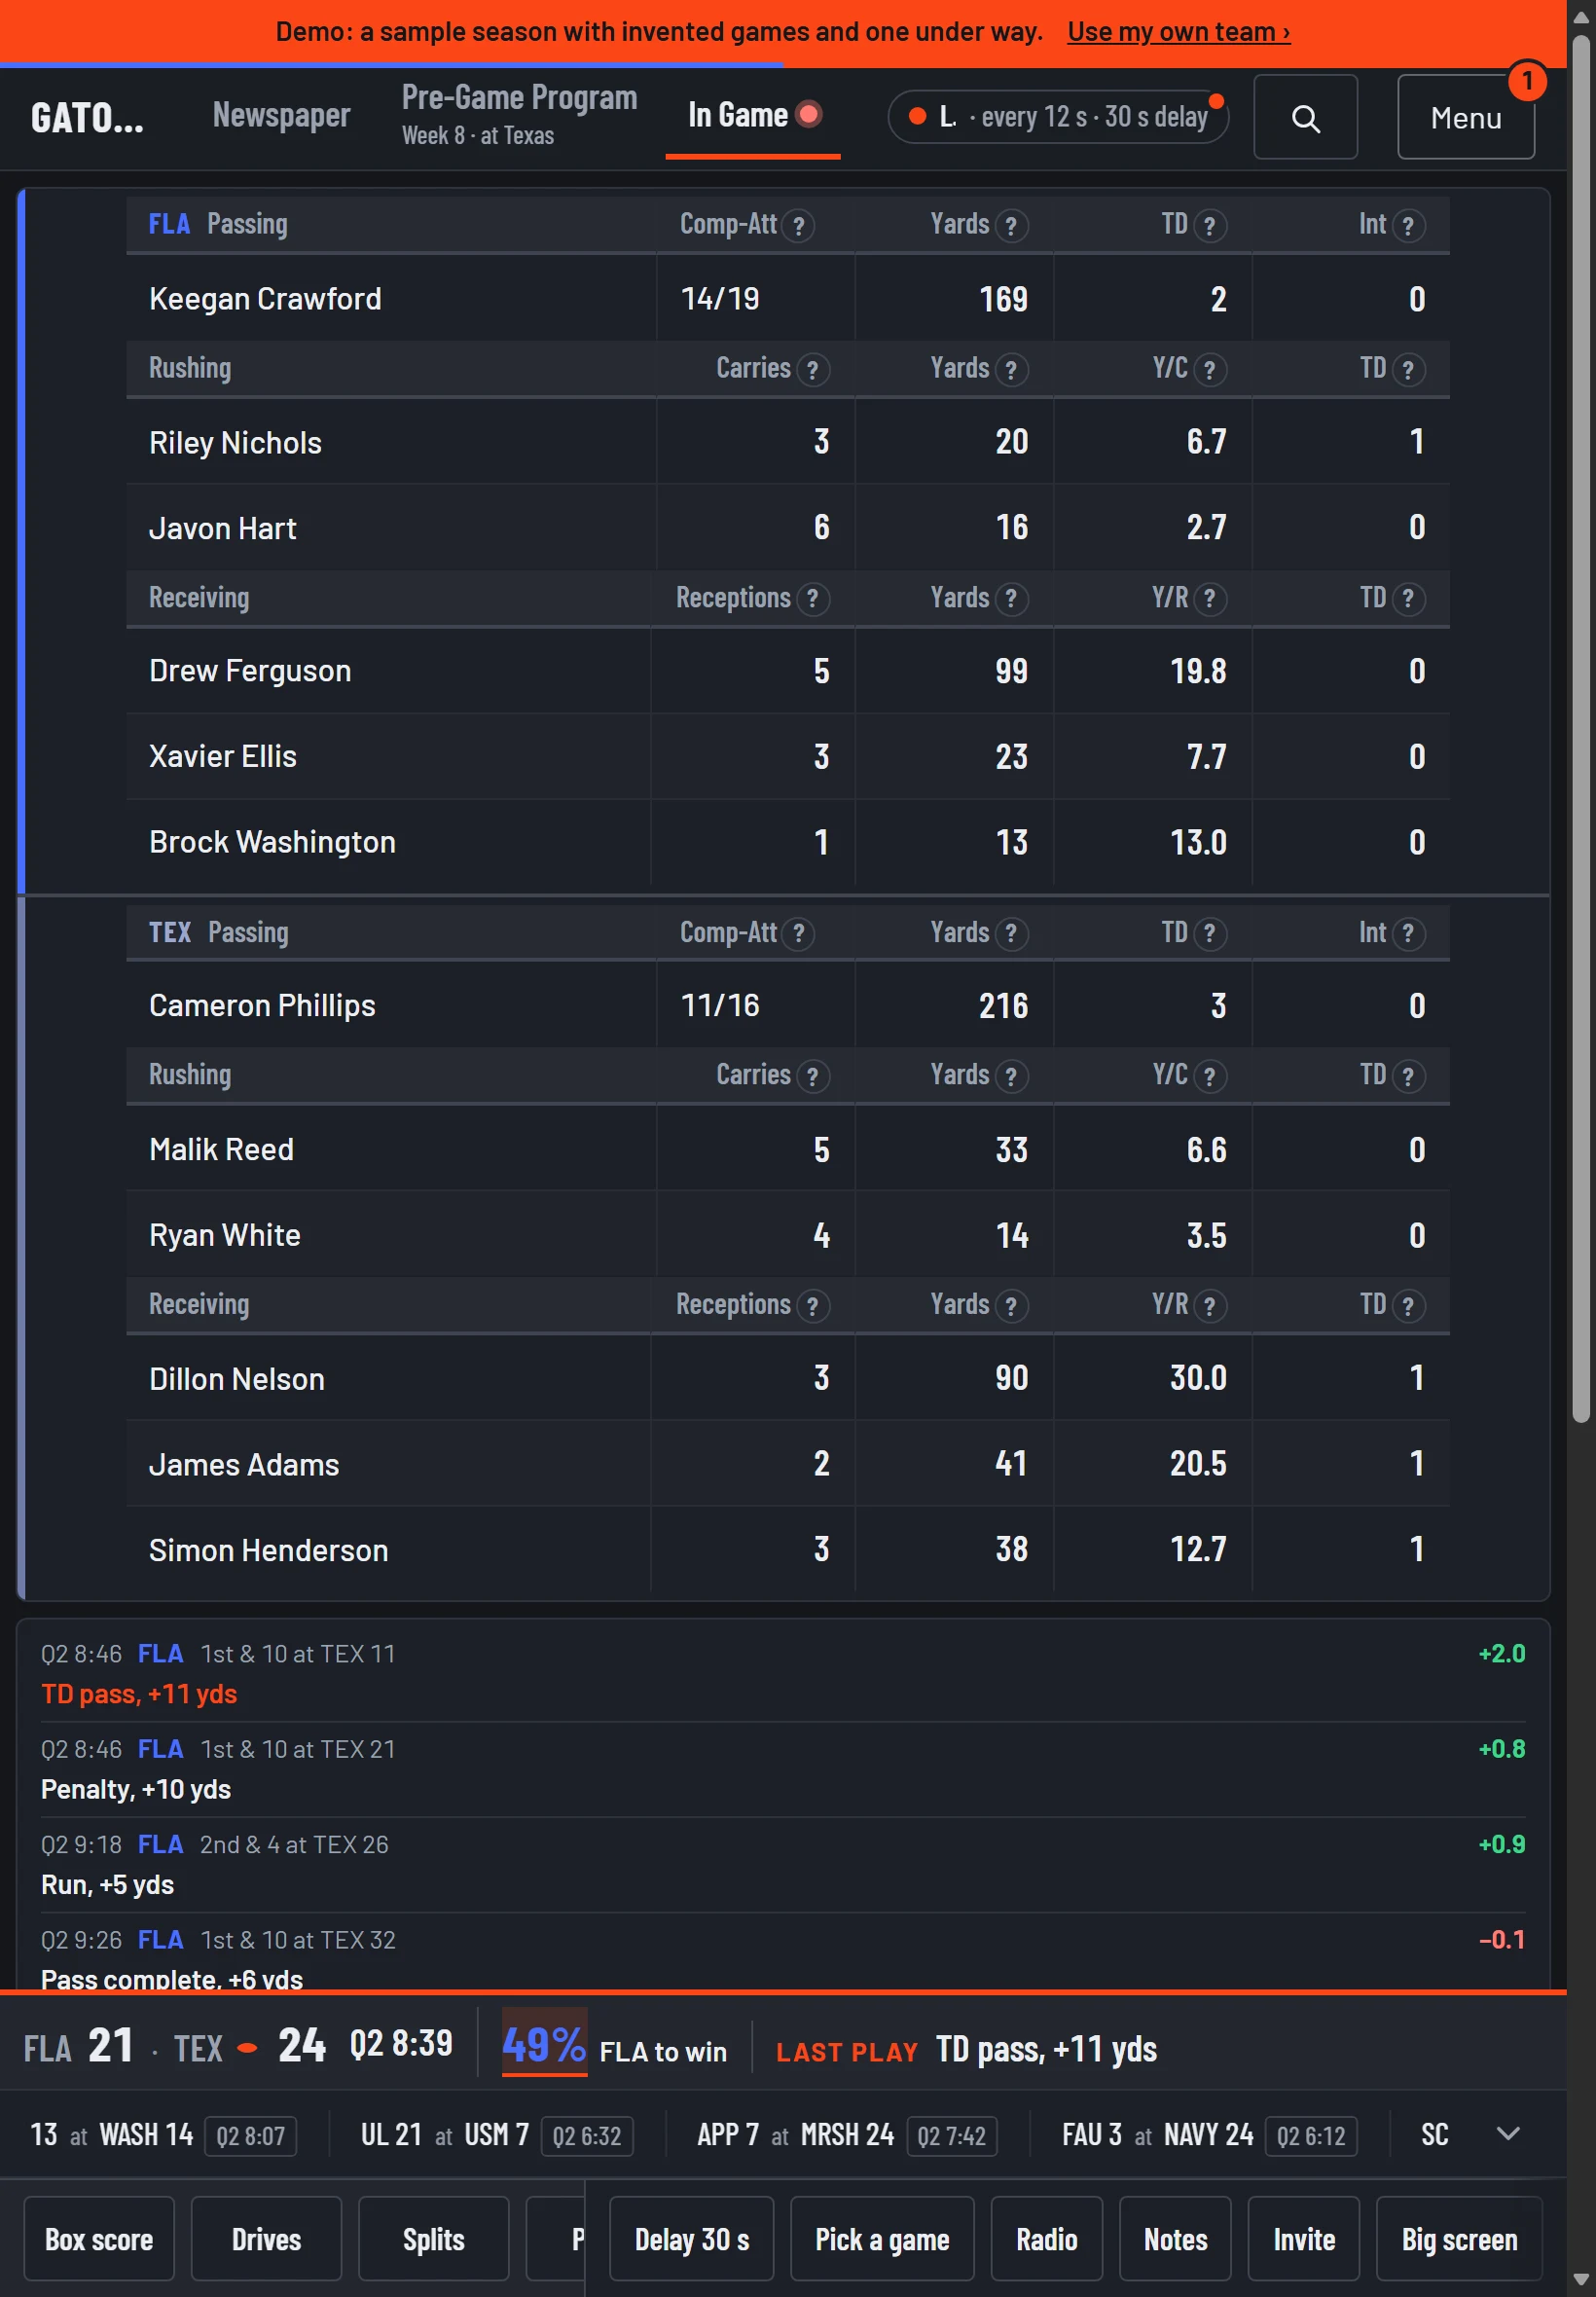 Demo: a sample season with invented games and one under way. Use my own team ›
GATO...
Newspaper
Pre-Game Program
Week 8 · at Texas
In Game
L. · every 12 s · 30 s delay
Menu
1
FLA Passing Comp-Att ? Yards ? TD ? Int ?
Keegan Crawford 14/19 169 2 0
Rushing Carries ? Yards ? Y/C ? TD ?
Riley Nichols 3 20 6.7 1
Javon Hart 6 16 2.7 0
Receiving Receptions ? Yards ? Y/R ? TD ?
Drew Ferguson 5 99 19.8 0
Xavier Ellis 3 23 7.7 0
Brock Washington 1 13 13.0 0
TEX Passing Comp-Att ? Yards ? TD ? Int ?
Cameron Phillips 11/16 216 3 0
Rushing Carries ? Yards ? Y/C ? TD ?
Malik Reed 5 33 6.6 0
Ryan White 4 14 3.5 0
Receiving Receptions ? Yards ? Y/R ? TD ?
Dillon Nelson 3 90 30.0 1
James Adams 2 41 20.5 1
Simon Henderson 3 38 12.7 1
Q2 8:46 FLA 1st & 10 at TEX 11 +2.0
TD pass, +11 yds
Q2 8:46 FLA 1st & 10 at TEX 21 +0.8
Penalty, +10 yds
Q2 9:18 FLA 2nd & 4 at TEX 26 +0.9
Run, +5 yds
Q2 9:26 FLA 1st & 10 at TEX 32 −0.1
Pass complete, +6 yds
FLA 21 · TEX 24 Q2 8:39 49% FLA to win LAST PLAY TD pass, +11 yds
13 at WASH 14 Q2 8:07 UL 21 at USM 7 Q2 6:32 APP 7 at MRSH 24 Q2 7:42 FAU 3 at NAVY 24 Q2 6:12 SC
Box score Drives Splits P Delay 30 s Pick a game Radio Notes Invite Big screen